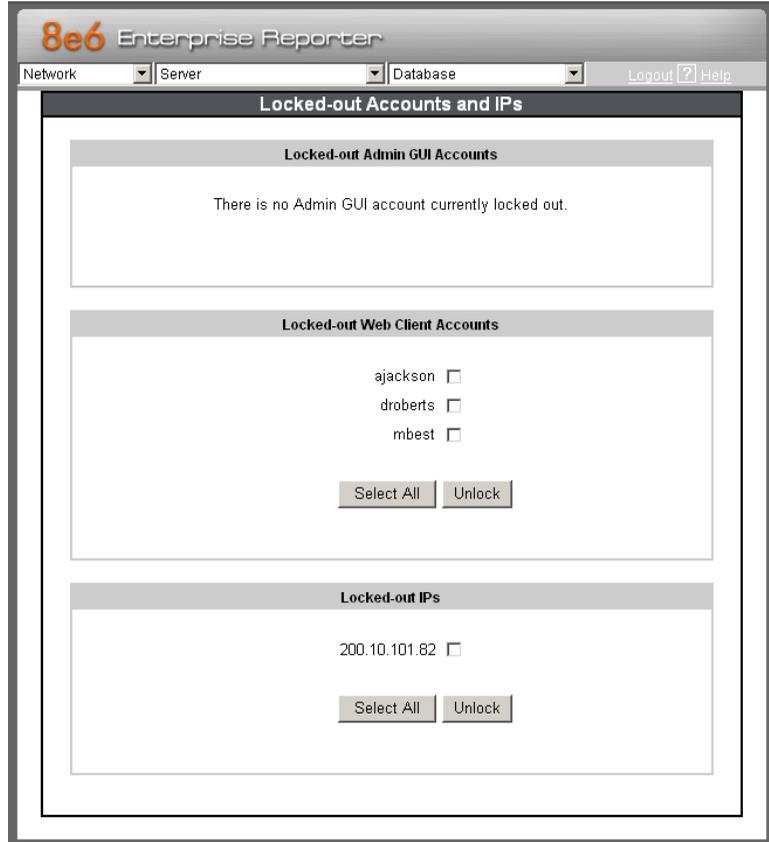 8e6 Enterprise Reporter
Network Server Database Logout ? Help
Locked-out Accounts and IPs
Locked-out Admin GUI Accounts
There is no Admin GUI account currently locked out.
Locked-out Web Client Accounts
ajackson
droberts
mbest
Select All Unlock
Locked-out IPs
200.10.101.82
Select All Unlock